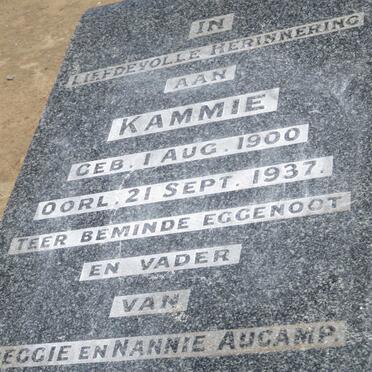 IN
LIEFDEVOLLE HERINNERING
AAN
KAMMIE
GEB. 1 AUG. 1900
OORL. 21 SEPT. 1937.
TEER BEMINDE EGGENOOT
EN VADER
VAN
EN NANNIE AUCAMP